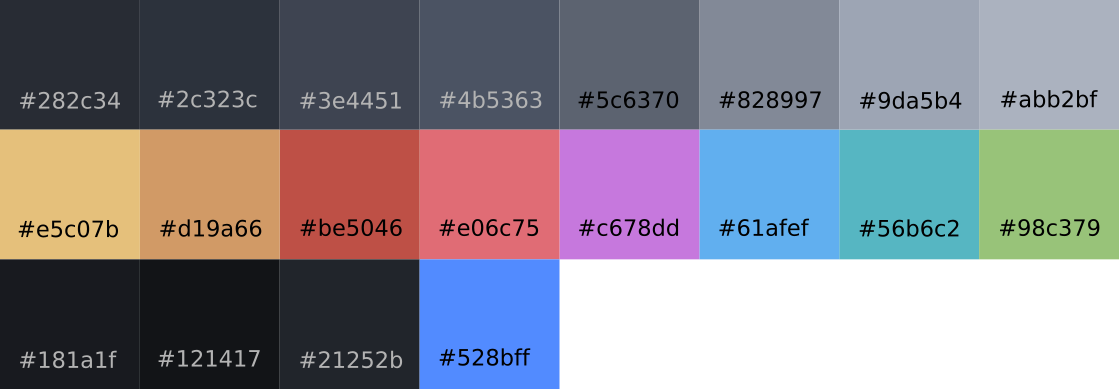 #282c34 #2c323c #3e4451 #4b5363 #5c6370 #828997 #9da5b4 #abb2bf
#e5c07b #d19a66 #be5046 #e06c75 #c678dd #61afef #56b6c2 #98c379
#181a1f #121417 #21252b #528bff